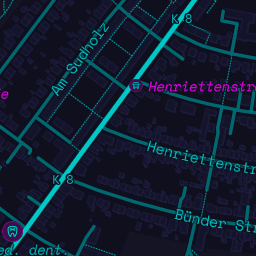 K 8
Am Sudholz
Henriettenstr
e
Henriettenstr
K 8
Bünder Str
ed. dent.